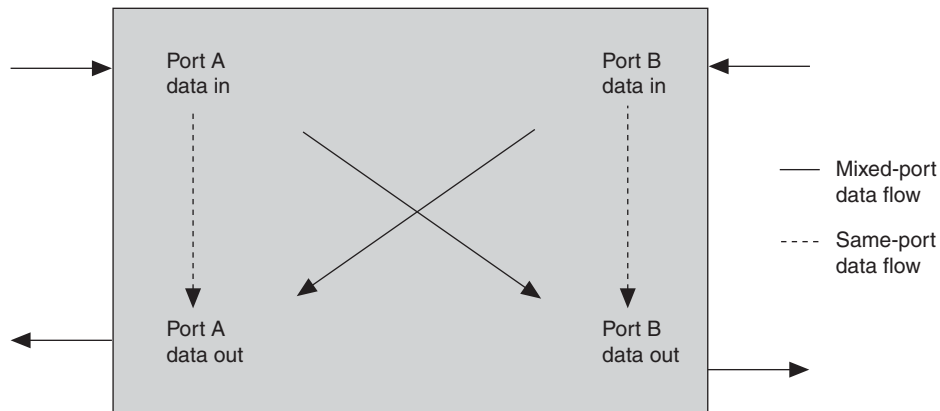 Port A
data in
Port B
data in
Mixed-port
data flow
Same-port
data flow
Port A
data out
Port B
data out